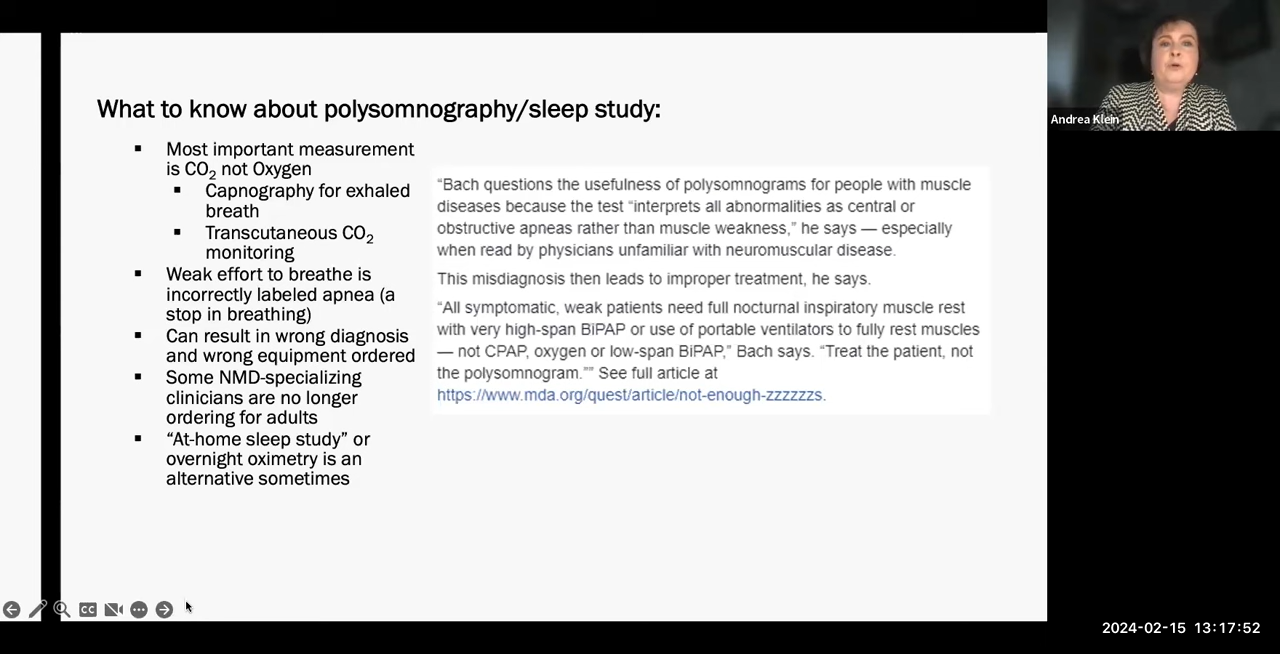 What to know about polysomnography/sleep study:
▪ Most important measurement
is CO₂ not Oxygen
▪ Capnography for exhaled
breath
▪ Transcutaneous CO₂
monitoring
▪ Weak effort to breathe is
incorrectly labeled apnea (a
stop in breathing)
▪ Can result in wrong diagnosis
and wrong equipment ordered
▪ Some NMD-specializing
clinicians are no longer
ordering for adults
▪ “At-home sleep study” or
overnight oximetry is an
alternative sometimes
“Bach questions the usefulness of polysomnograms for people with muscle
diseases because the test “interprets all abnormalities as central or
obstructive apneas rather than muscle weakness,” he says — especially
when read by physicians unfamiliar with neuromuscular disease.
This misdiagnosis then leads to improper treatment, he says.
“All symptomatic, weak patients need full nocturnal inspiratory muscle rest
with very high-span BiPAP or use of portable ventilators to fully rest muscles
— not CPAP, oxygen or low-span BiPAP,” Bach says. “Treat the patient, not
the polysomnogram.”” See full article at
https://www.mda.org/quest/article/not-enough-zzzzzzs.
Andrea Klein
CC
2024-02-15 13:17:52